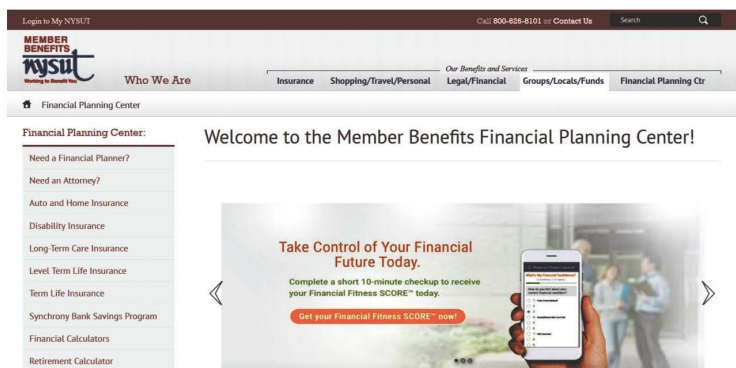 Login to My NYSUT
Call 800-626-8101 or Contact Us
Search
MEMBER
BENEFITS
nysut
Working to Benefit You
Who We Are
Our Benefits and Services
Insurance
Shopping/Travel/Personal
Legal/Financial
Groups/Locals/Funds
Financial Planning Ctr
Financial Planning Center
Financial Planning Center:
Need a Financial Planner?
Need an Attorney?
Auto and Home Insurance
Disability Insurance
Long-Term Care Insurance
Level Term Life Insurance
Term Life Insurance
Synchrony Bank Savings Program
Financial Calculators
Retirement Calculator
Welcome to the Member Benefits Financial Planning Center!
Take Control of Your Financial
Future Today.
Complete a short 10-minute checkup to receive
your Financial Fitness SCORE™ today.
Get your Financial Fitness SCORE™ now!